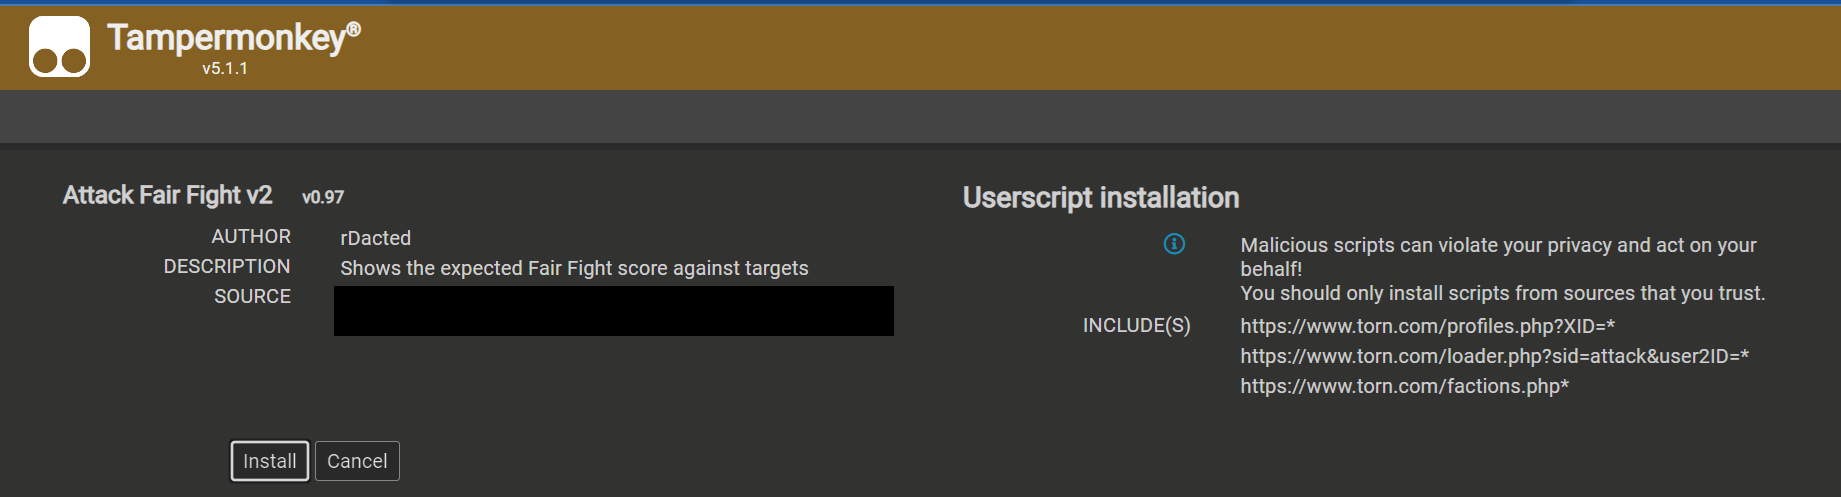 Tampermonkey®
v5.1.1
Attack Fair Fight v2 v0.97
AUTHOR rDacted
DESCRIPTION Shows the expected Fair Fight score against targets
SOURCE
Install Cancel
Userscript installation
Malicious scripts can violate your privacy and act on your
behalf!
You should only install scripts from sources that you trust.
INCLUDE(S) https://www.torn.com/profiles.php?XID=*
https://www.torn.com/loader.php?sid=attack&user2ID=*
https://www.torn.com/factions.php*